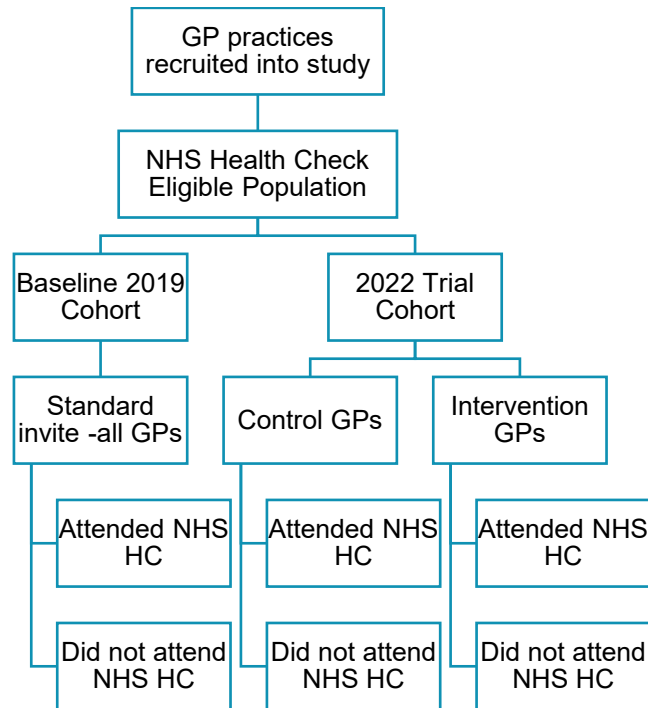 GP practices
recruited into study
NHS Health Check
Eligible Population
Baseline 2019
Cohort
2022 Trial
Cohort
Standard
invite -all GPs
Control GPs
Intervention
GPs
Attended NHS
HC
Attended NHS
HC
Attended NHS
HC
Did not attend
NHS HC
Did not attend
NHS HC
Did not attend
NHS HC